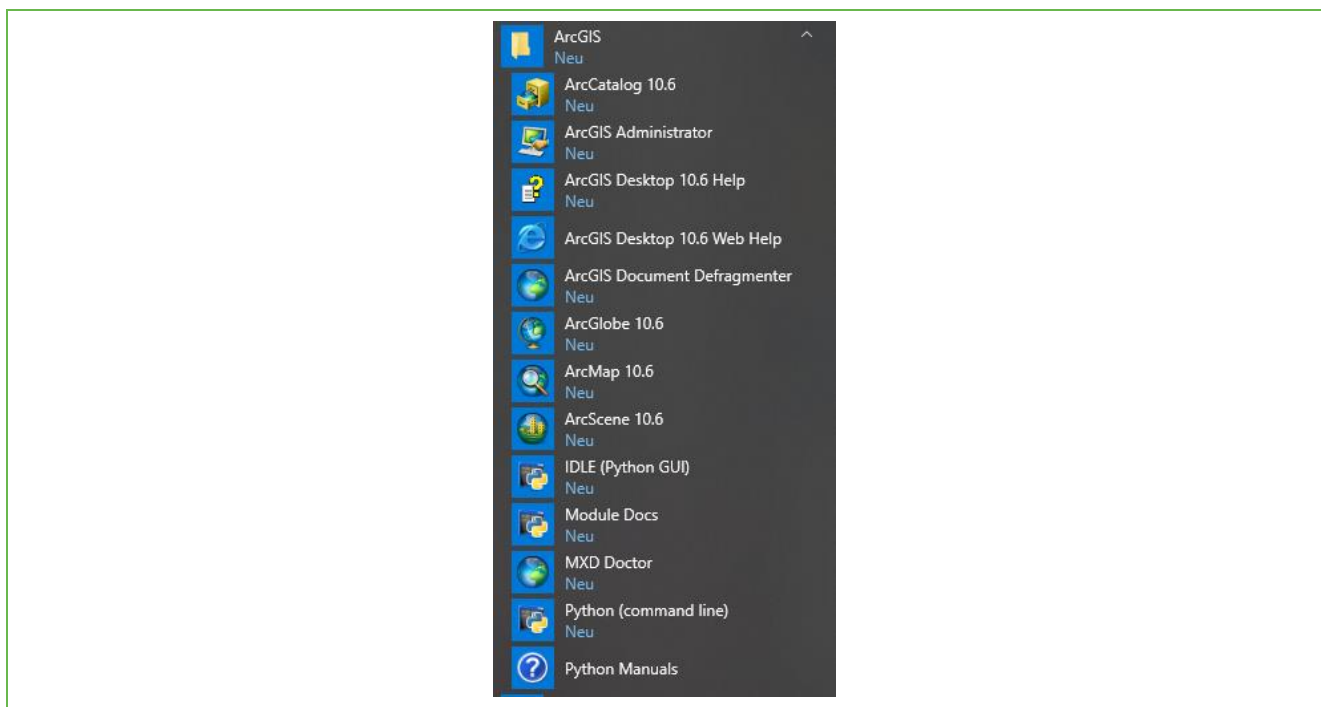 ArcGIS
Neu
ArcCatalog 10.6
Neu
ArcGIS Administrator
Neu
ArcGIS Desktop 10.6 Help
Neu
ArcGIS Desktop 10.6 Web Help
ArcGIS Document Defragmenter
Neu
ArcGlobe 10.6
Neu
ArcMap 10.6
Neu
ArcScene 10.6
Neu
IDLE (Python GUI)
Neu
Module Docs
Neu
MXD Doctor
Neu
Python (command line)
Neu
Python Manuals